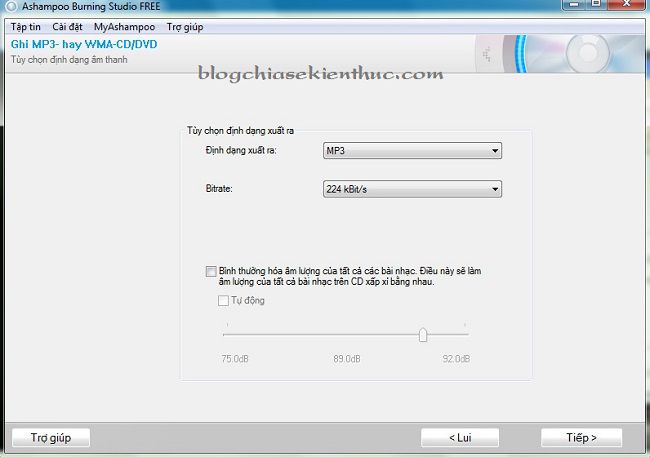 Ashampoo Burning Studio FREE
Tập tin Cài đặt MyAshampoo Trợ giúp
Ghi MP3- hay WMA-CD/DVD
Tùy chọn định dạng âm thanh
blogchiasekienthuc.com
Tùy chọn định dạng xuất ra
Định dạng xuất ra: MP3
Bitrate: 224 kBit/s
Bình thường hóa âm lượng của tất cả các bài nhạc. Điều này sẽ làm
âm lượng của tất cả bài nhạc trên CD xấp xỉ bằng nhau.
Tự động
75.0dB 89.0dB 92.0dB
Trợ giúp < Lui Tiếp >